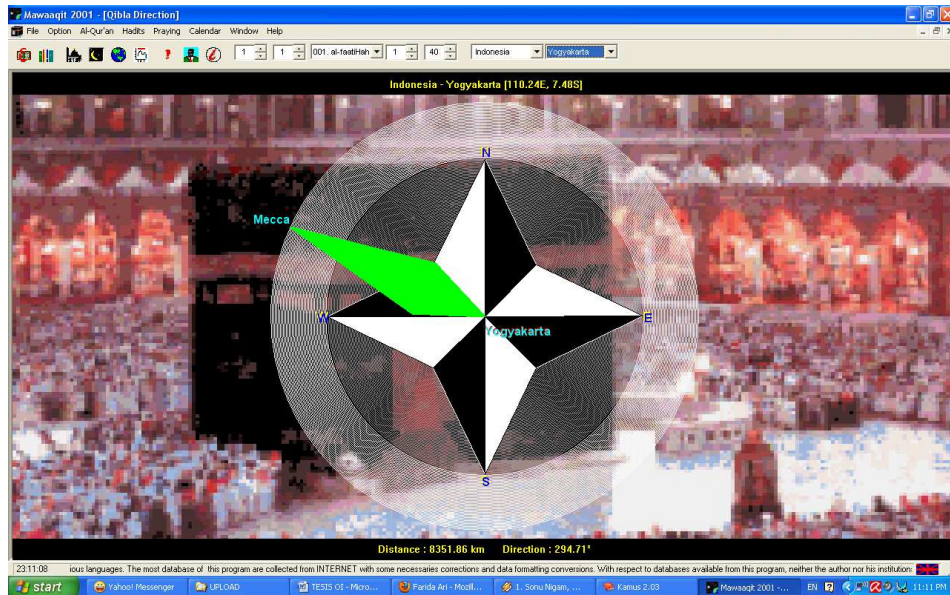 Mawaaqit 2001 - [Qibla Direction]
File Option Al-Qur'an Hadits Praying Calendar Window Help
1 1 001. al-faatiHah 1 40 Indonesia Yogyakarta
Indonesia - Yogyakarta [110.24E, 7.48S]
N
Mecca
W E
Yogyakarta
S
Distance : 8351.86 km Direction : 294.71°
23:11:08 ious languages. The most database of this program are collected from INTERNET with some necessaries corrections and data formatting conversions. With respect to databases available from this program, neither the author nor his institution
start Yahoo! Messenger UPLOAD TESIS OI - Micro... Farida Ari - Mozil... 1. Sonu Nigam, ... Kamus 2.03 Mawaaqit 2001 -... EN 11:11 PM